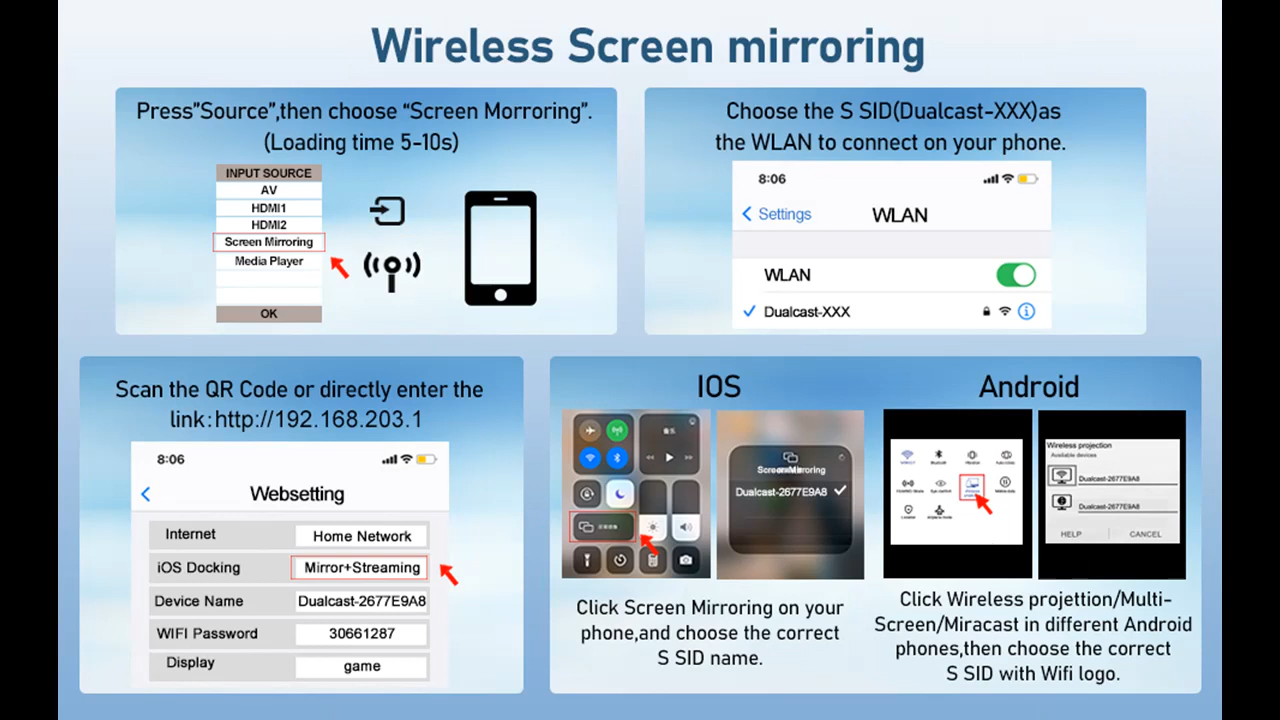 Wireless Screen mirroring
Press”Source”,then choose “Screen Morroring”.
(Loading time 5-10s)
INPUT SOURCE
AV
HDMI1
HDMI2
Screen Mirroring
Media Player
OK
Choose the S SID(Dualcast-XXX)as
the WLAN to connect on your phone.
8:06
Settings
WLAN
WLAN
Dualcast-XXX
Scan the QR Code or directly enter the
link:http://192.168.203.1
8:06
Websetting
Internet Home Network
iOS Docking Mirror+Streaming
Device Name Dualcast-2677E9A8
WIFI Password 30661287
Display game
IOS
Screen Mirroring
Dualcast-2677E9A8
Click Screen Mirroring on your
phone,and choose the correct
S SID name.
Android
Bluetooth
Location
Wireless projection
Available devices
Dualcast-2677E9A8
Dualcast-2677E9A8
HELP CANCEL
Click Wireless projettion/Multi-
Screen/Miracast in different Android
phones,then choose the correct
S SID with Wifi logo.